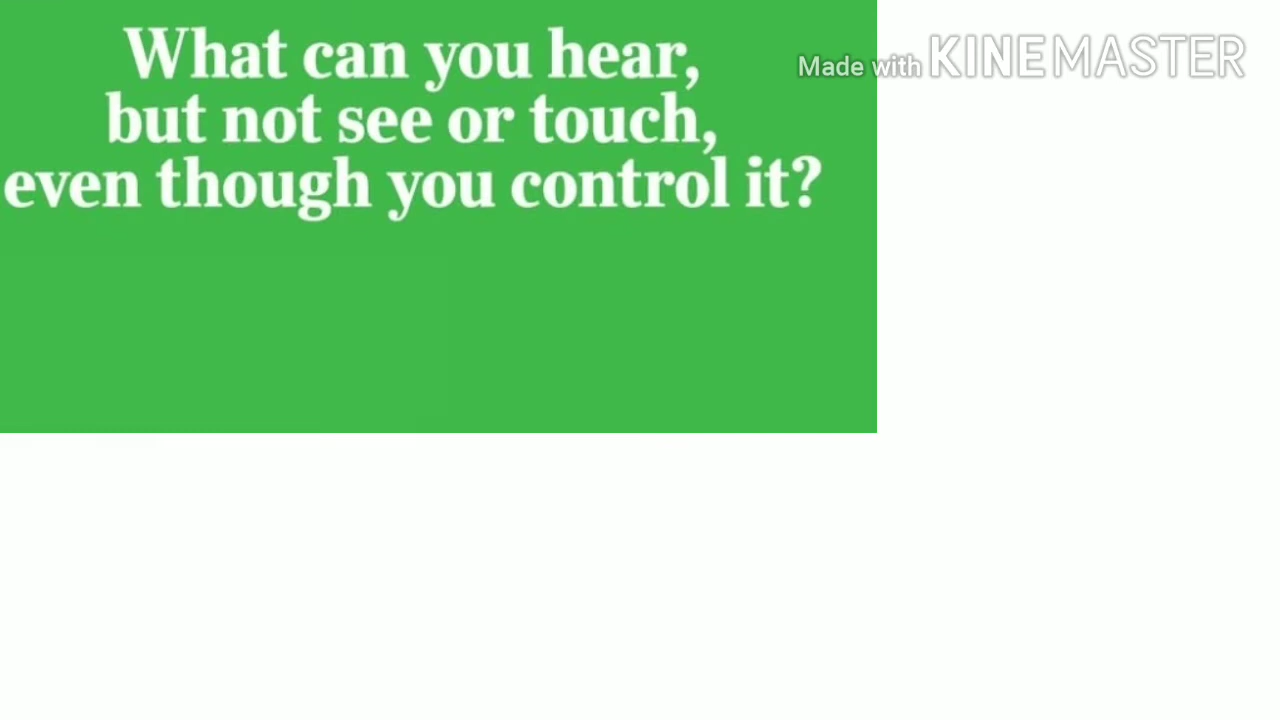 What can you hear,
but not see or touch,
even though you control it?
Made with KINEMASTER